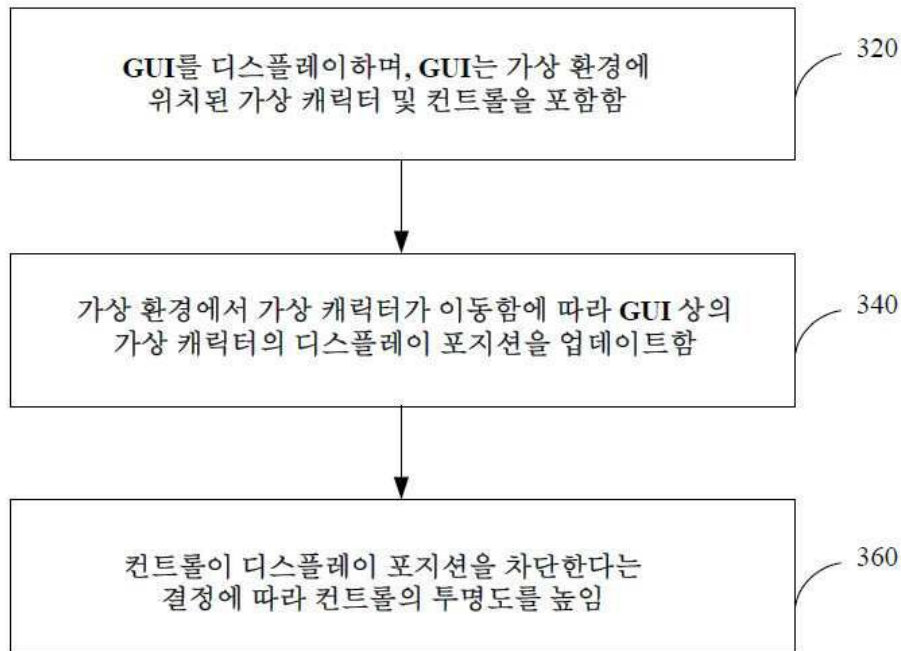 GUI를 디스플레이하며, GUI는 가상 환경에
위치된 가상 캐릭터 및 컨트롤을 포함함
320
가상 환경에서 가상 캐릭터가 이동함에 따라 GUI 상의
가상 캐릭터의 디스플레이 포지션을 업데이트함
340
컨트롤이 디스플레이 포지션을 차단한다는
결정에 따라 컨트롤의 투명도를 높임
360